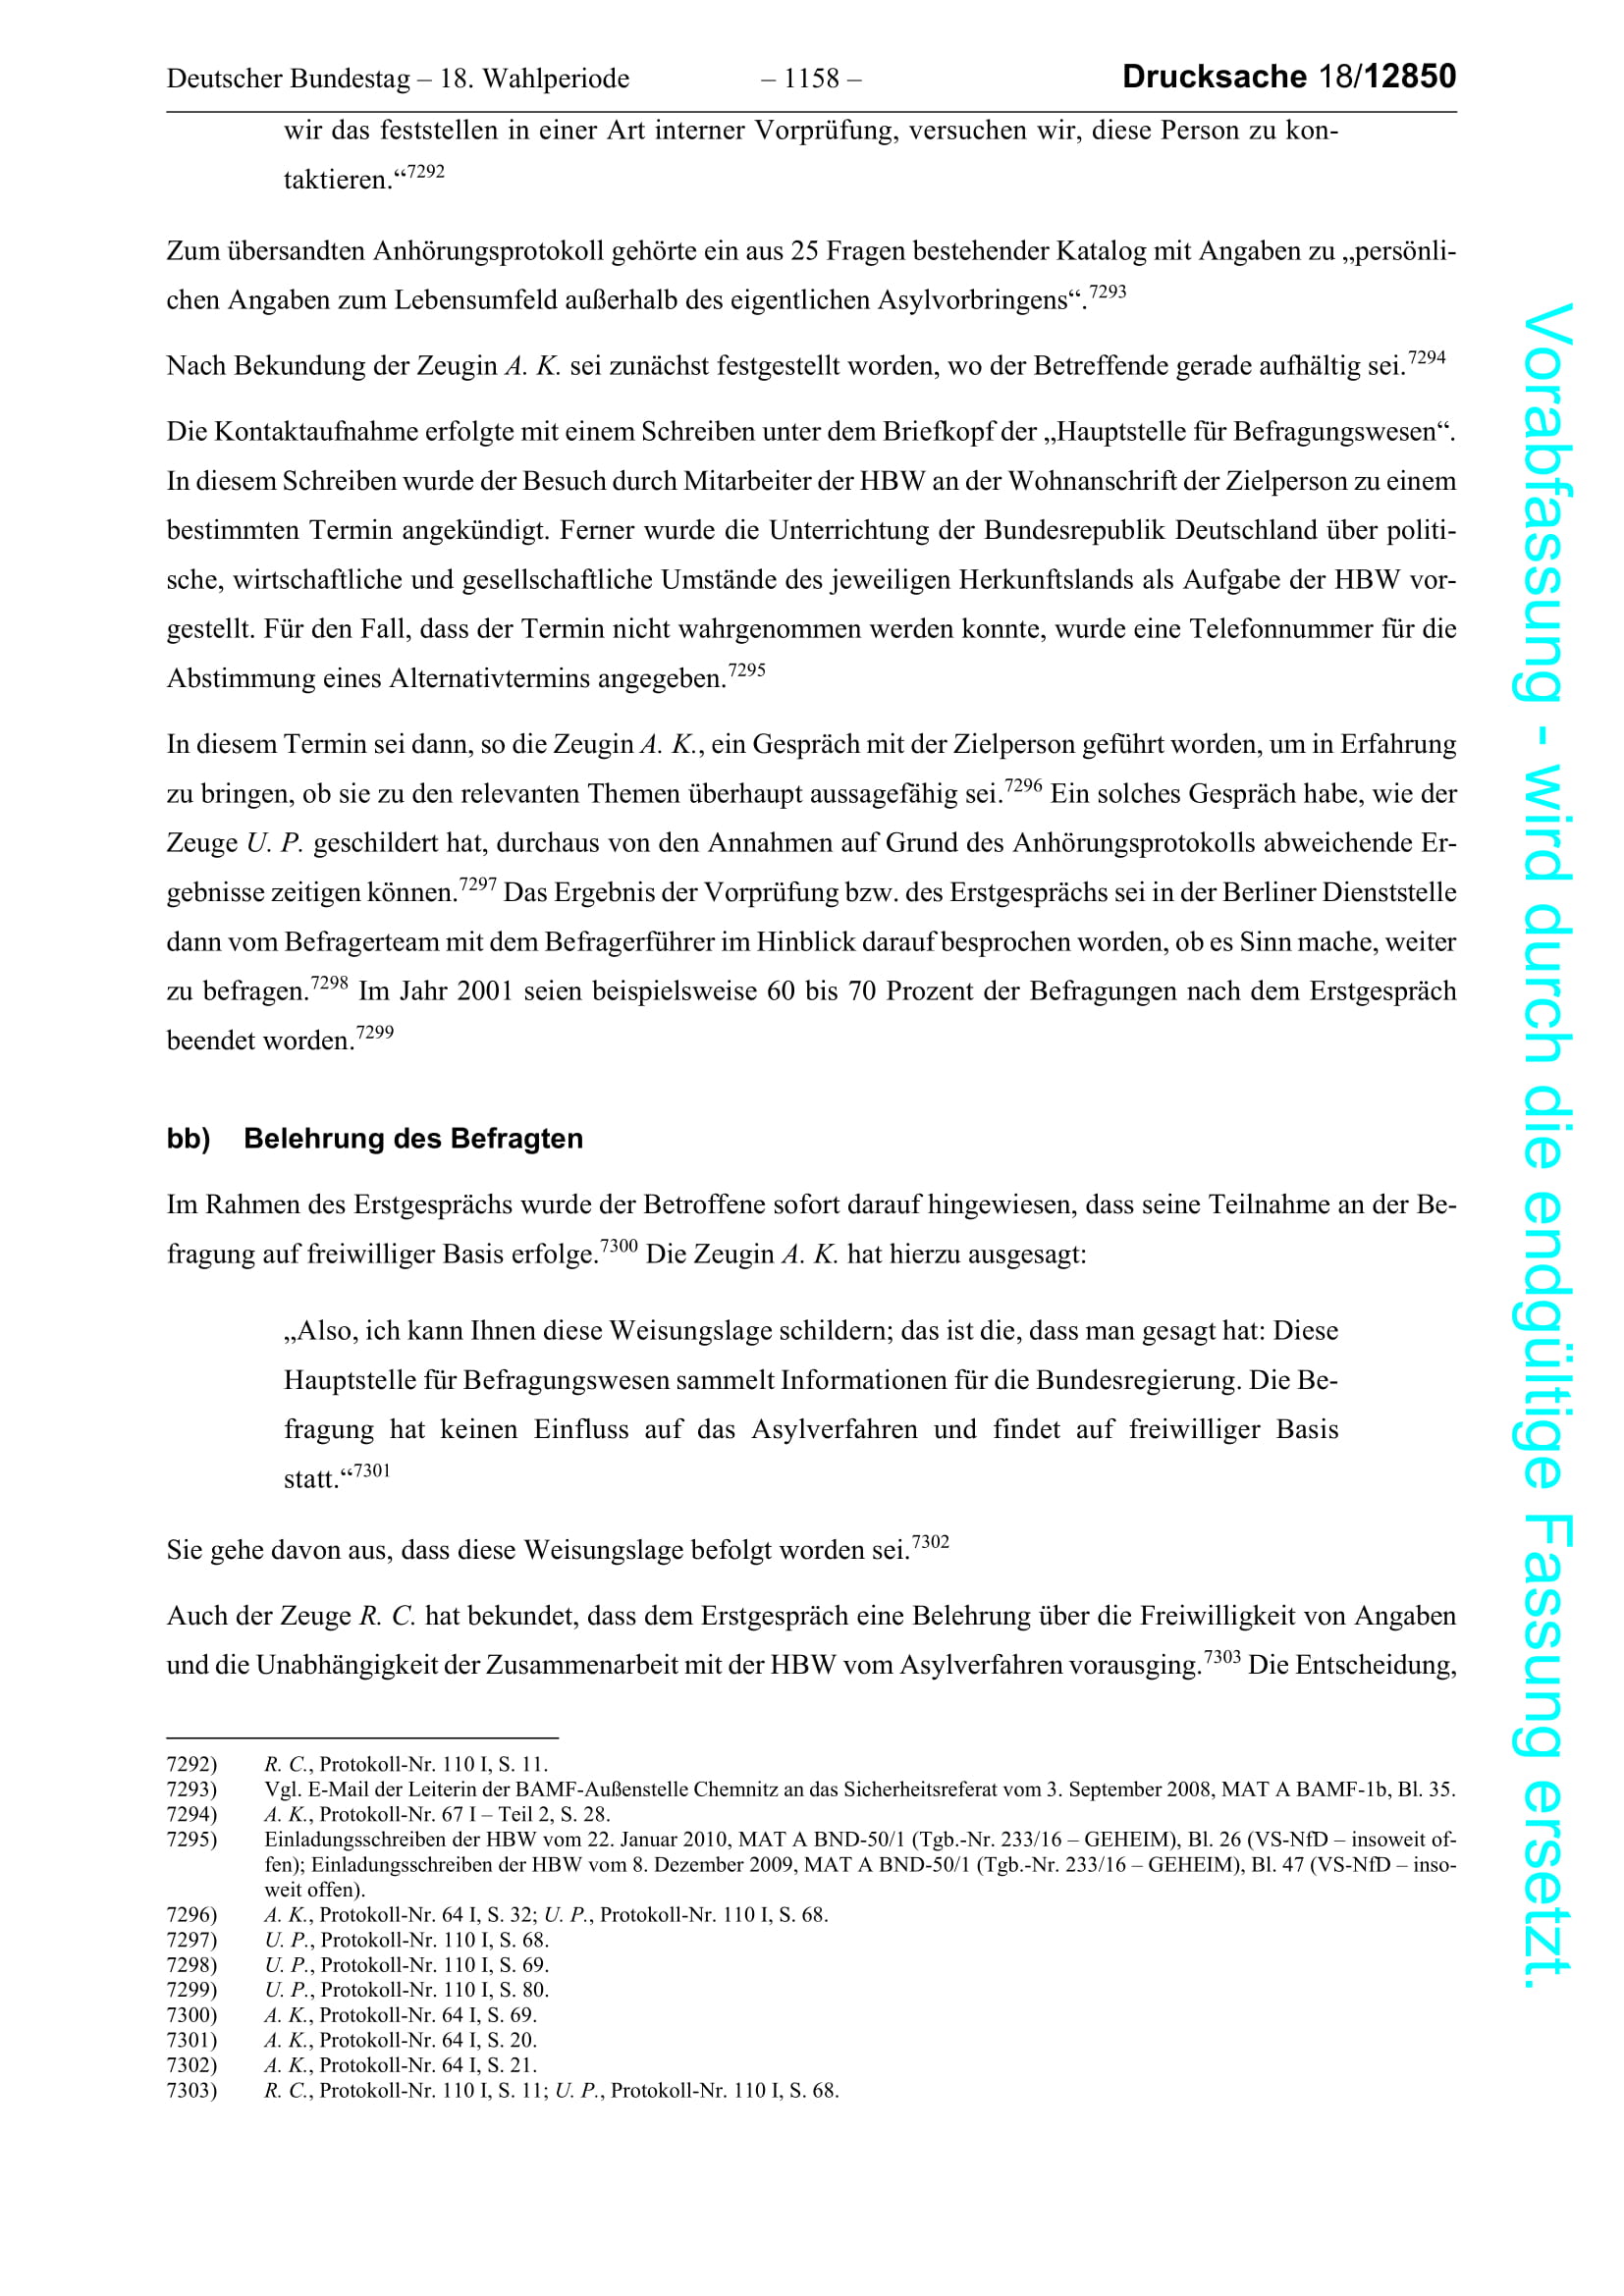 Deutscher Bundestag – 18. Wahlperiode – 1158 – Drucksache 18/12850
wir das feststellen in einer Art interner Vorprüfung, versuchen wir, diese Person zu kon-
taktieren.“7292
Zum übersandten Anhörungsprotokoll gehörte ein aus 25 Fragen bestehender Katalog mit Angaben zu „persönli-
chen Angaben zum Lebensumfeld außerhalb des eigentlichen Asylvorbringens“.7293
Nach Bekundung der Zeugin A. K. sei zunächst festgestellt worden, wo der Betreffende gerade aufhältig sei.7294
Die Kontaktaufnahme erfolgte mit einem Schreiben unter dem Briefkopf der „Hauptstelle für Befragungswesen“.
In diesem Schreiben wurde der Besuch durch Mitarbeiter der HBW an der Wohnanschrift der Zielperson zu einem
bestimmten Termin angekündigt. Ferner wurde die Unterrichtung der Bundesrepublik Deutschland über politi-
sche, wirtschaftliche und gesellschaftliche Umstände des jeweiligen Herkunftslands als Aufgabe der HBW vor-
gestellt. Für den Fall, dass der Termin nicht wahrgenommen werden konnte, wurde eine Telefonnummer für die
Abstimmung eines Alternativtermins angegeben.7295
In diesem Termin sei dann, so die Zeugin A. K., ein Gespräch mit der Zielperson geführt worden, um in Erfahrung
zu bringen, ob sie zu den relevanten Themen überhaupt aussagefähig sei.7296 Ein solches Gespräch habe, wie der
Zeuge U. P. geschildert hat, durchaus von den Annahmen auf Grund des Anhörungsprotokolls abweichende Er-
gebnisse zeitigen können.7297 Das Ergebnis der Vorprüfung bzw. des Erstgesprächs sei in der Berliner Dienststelle
dann vom Befragerteam mit dem Befragerführer im Hinblick darauf besprochen worden, ob es Sinn mache, weiter
zu befragen.7298 Im Jahr 2001 seien beispielsweise 60 bis 70 Prozent der Befragungen nach dem Erstgespräch
beendet worden.7299
bb) Belehrung des Befragten
Im Rahmen des Erstgesprächs wurde der Betroffene sofort darauf hingewiesen, dass seine Teilnahme an der Be-
fragung auf freiwilliger Basis erfolge.7300 Die Zeugin A. K. hat hierzu ausgesagt:
„Also, ich kann Ihnen diese Weisungslage schildern; das ist die, dass man gesagt hat: Diese
Hauptstelle für Befragungswesen sammelt Informationen für die Bundesregierung. Die Be-
fragung hat keinen Einfluss auf das Asylverfahren und findet auf freiwilliger Basis
statt.“7301
Sie gehe davon aus, dass diese Weisungslage befolgt worden sei.7302
Auch der Zeuge R. C. hat bekundet, dass dem Erstgespräch eine Belehrung über die Freiwilligkeit von Angaben
und die Unabhängigkeit der Zusammenarbeit mit der HBW vom Asylverfahren vorausging.7303 Die Entscheidung,
7292) R. C., Protokoll-Nr. 110 I, S. 11.
7293) Vgl. E-Mail der Leiterin der BAMF-Außenstelle Chemnitz an das Sicherheitsreferat vom 3. September 2008, MAT A BAMF-1b, Bl. 35.
7294) A. K., Protokoll-Nr. 67 I – Teil 2, S. 28.
7295) Einladungsschreiben der HBW vom 22. Januar 2010, MAT A BND-50/1 (Tgb.-Nr. 233/16 – GEHEIM), Bl. 26 (VS-NfD – insoweit of-
fen); Einladungsschreiben der HBW vom 8. Dezember 2009, MAT A BND-50/1 (Tgb.-Nr. 233/16 – GEHEIM), Bl. 47 (VS-NfD – inso-
weit offen).
7296) A. K., Protokoll-Nr. 64 I, S. 32; U. P., Protokoll-Nr. 110 I, S. 68.
7297) U. P., Protokoll-Nr. 110 I, S. 68.
7298) U. P., Protokoll-Nr. 110 I, S. 69.
7299) U. P., Protokoll-Nr. 110 I, S. 80.
7300) A. K., Protokoll-Nr. 64 I, S. 69.
7301) A. K., Protokoll-Nr. 64 I, S. 20.
7302) A. K., Protokoll-Nr. 64 I, S. 21.
7303) R. C., Protokoll-Nr. 110 I, S. 11; U. P., Protokoll-Nr. 110 I, S. 68.
Vorabfassung - wird durch die endgültige Fassung ersetzt.